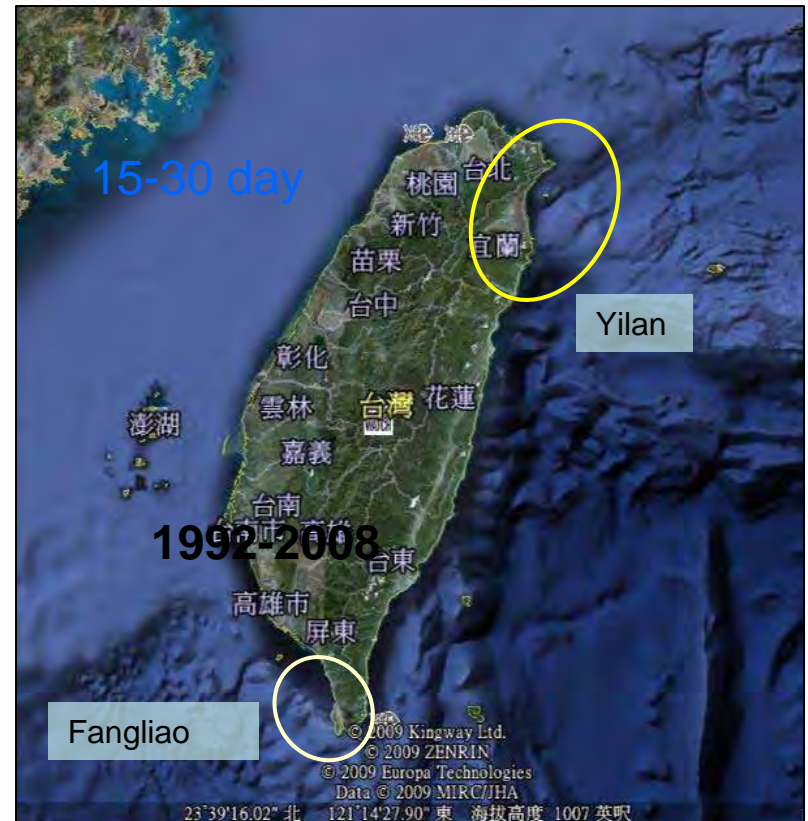 15-30 day
台北
桃園
新竹
宜蘭
苗栗
Yilan
台中
彰化
花蓮
雲林
台灣
澎湖
WATCH
嘉義
台南
1992-2008
台東
高雄市
屏東
Fangliao
© 2009 Kingway Ltd.
© 2009 ZENRIN
© 2009 Europa Technologies
Data © 2009 MIRC/JHA
23°39'16.02" 北 121°14'27.90" 東 海拔高度 1007 英呎